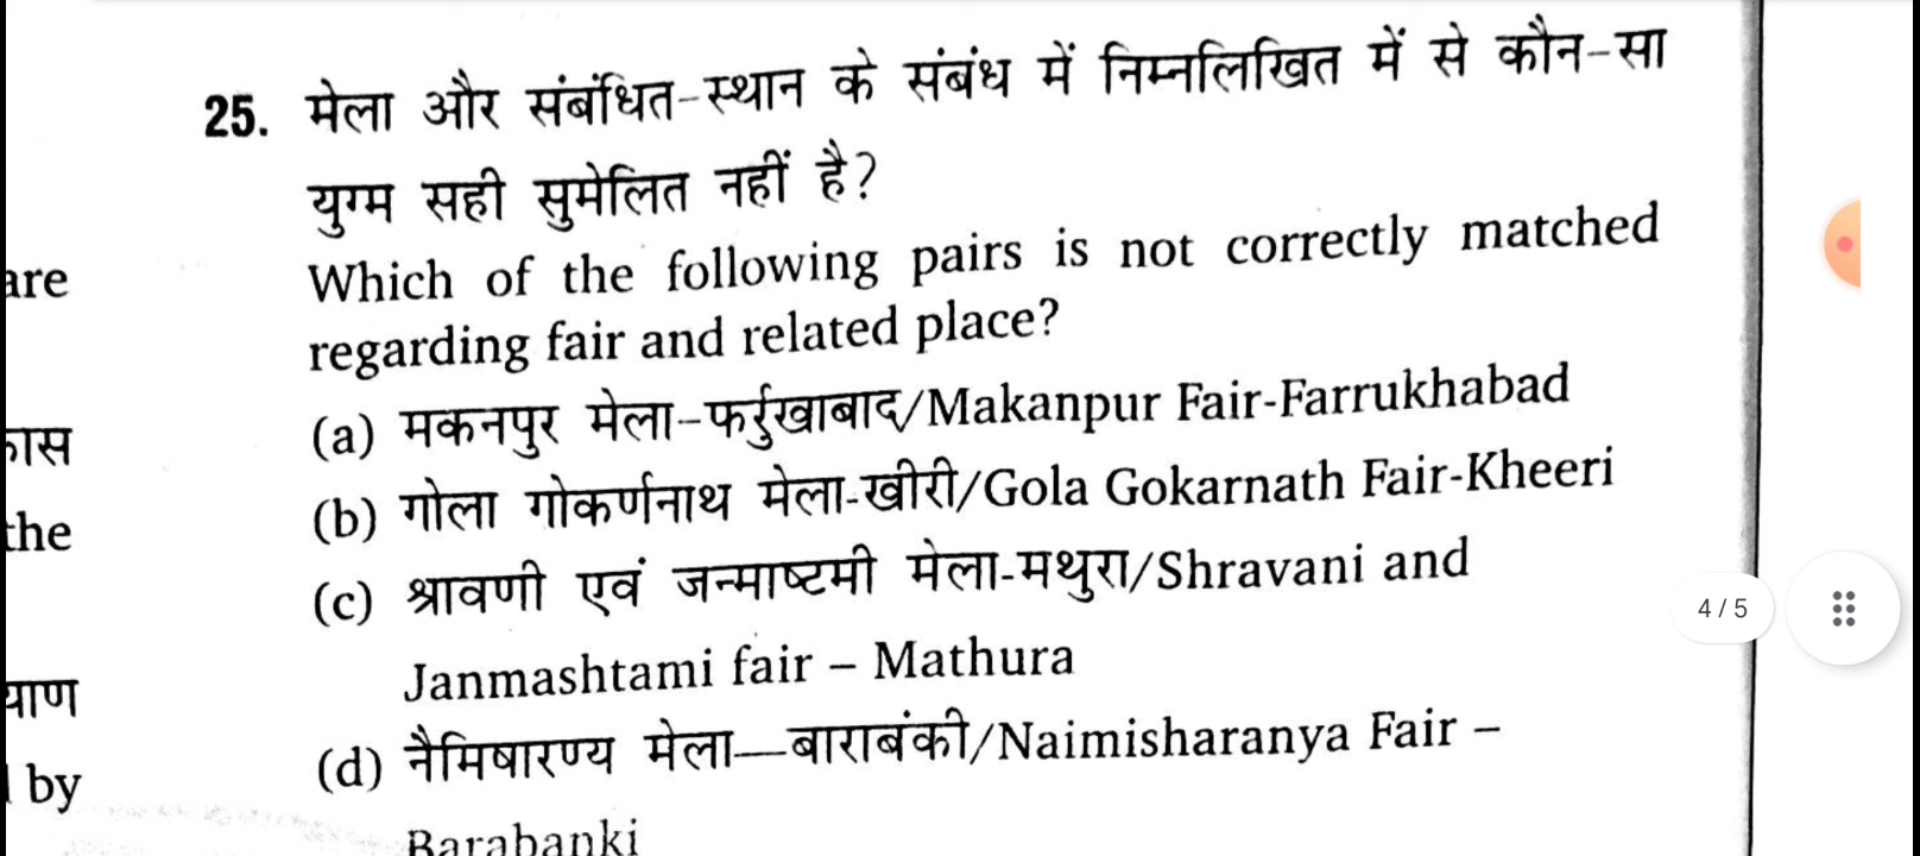 are
ास
the
याण
by
25. मेला और संबंधित-स्थान के संबंध में निम्नलिखित में से कौन-सा
युग्म सही सुमेलित नहीं है?
Which of the following pairs is not correctly matched
regarding fair and related place?
(a) मकनपुर मेला-फर्रुखाबाद/Makanpur Fair-Farrukhabad
(b) गोला गोकर्णनाथ मेला-खीरी/Gola Gokarnath Fair-Kheeri
(c) श्रावणी एवं जन्माष्टमी मेला-मथुरा/Shravani and
Janmashtami fair – Mathura
(d) नैमिषारण्य मेला—बाराबंकी/Naimisharanya Fair –
Barabanki
4 / 5